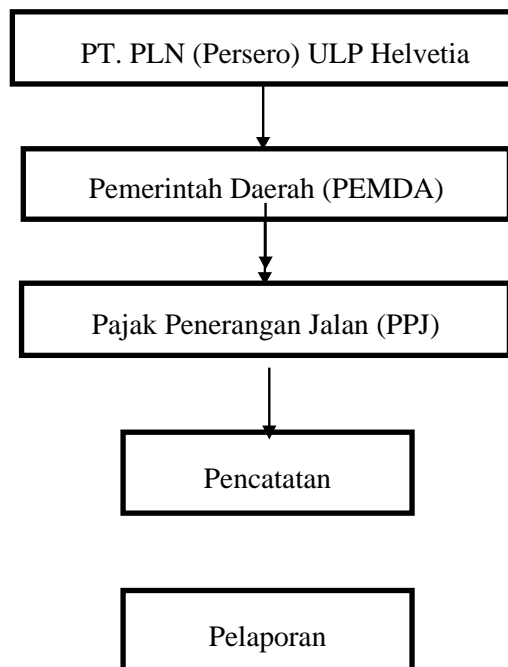 PT. PLN (Persero) ULP Helvetia
Pemerintah Daerah (PEMDA)
Pajak Penerangan Jalan (PPJ)
Pencatatan
Pelaporan